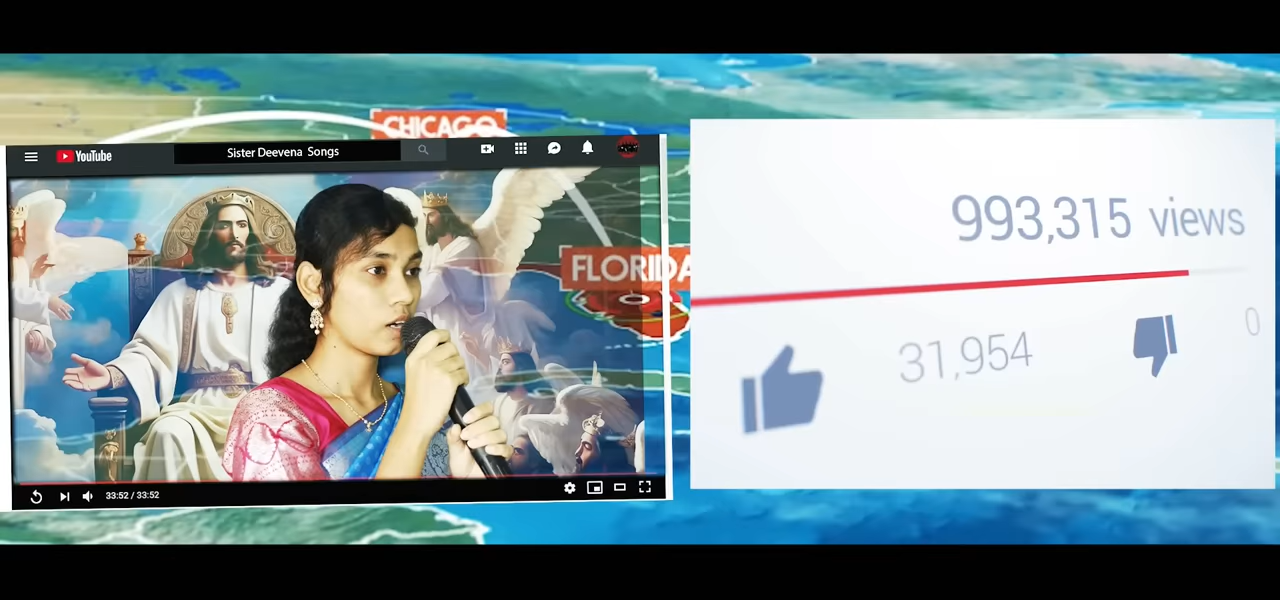 CHICAGO
YouTube
Sister Deevena Songs
FLORIDA
33:52 / 33:52
993,315 views
31,954
0